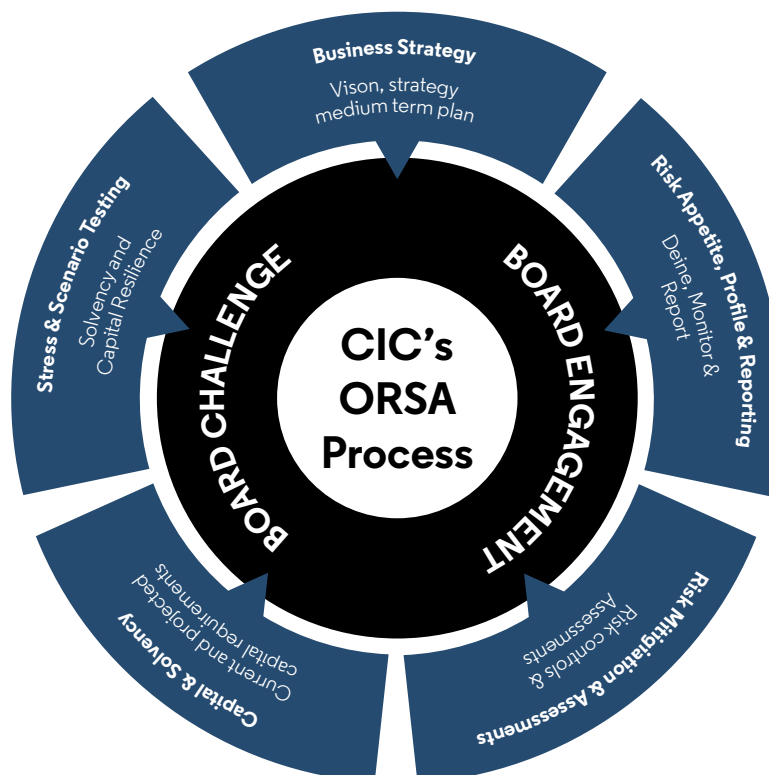 Business Strategy
Vison, strategy
medium term plan
Risk Appetite, Profile & Reporting
Deine, Monitor &
Report
Risk Mitigiation & Assessments
Risk controls &
Assessments
Capital & Solvency
Current and projected
capital requirements
Stress & Scenario Testing
Solvency and
Capital Resilience
BOARD CHALLENGE
BOARD ENGAGEMENT
CIC's
ORSA
Process